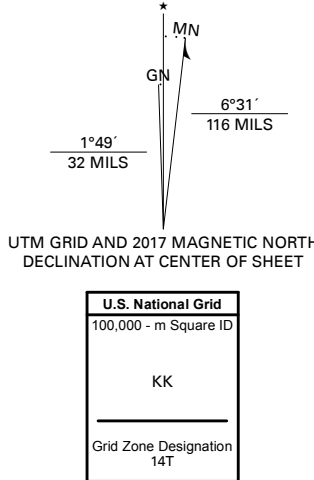 MN
GN
6°31´
116 MILS
1°49´
32 MILS
UTM GRID AND 2017 MAGNETIC NORTH
DECLINATION AT CENTER OF SHEET
U.S. National Grid
100,000 - m Square ID
KK
Grid Zone Designation
14T